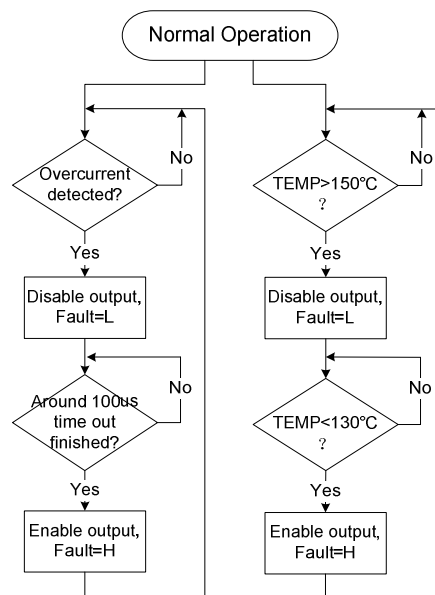 Normal Operation
Overcurrent
detected?
No
Yes
Disable output,
Fault=L
Around 100us
time out
finished?
No
Yes
Enable output,
Fault=H
TEMP>150℃
?
No
Yes
Disable output,
Fault=L
TEMP<130℃
?
No
Yes
Enable output,
Fault=H